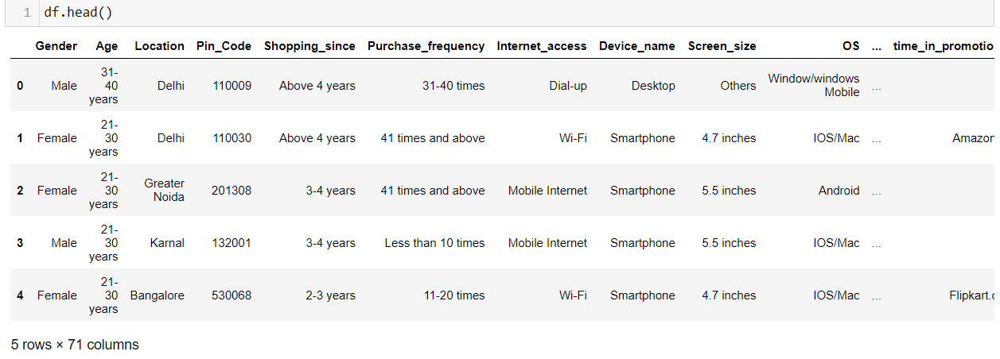 1 df.head()
Gender Age Location Pin_Code Shopping_since Purchase_frequency Internet_access Device_name Screen_size OS ... time_in_promotio
0 Male 31-40 years Delhi 110009 Above 4 years 31-40 times Dial-up Desktop Others Window/windows Mobile ...
1 Female 21-30 years Delhi 110030 Above 4 years 41 times and above Wi-Fi Smartphone 4.7 inches IOS/Mac ... Amazon
2 Female 21-30 years Greater Noida 201308 3-4 years 41 times and above Mobile Internet Smartphone 5.5 inches Android ...
3 Male 21-30 years Karnal 132001 3-4 years Less than 10 times Mobile Internet Smartphone 5.5 inches IOS/Mac ...
4 Female 21-30 years Bangalore 530068 2-3 years 11-20 times Wi-Fi Smartphone 4.7 inches IOS/Mac ... Flipkart.
5 rows × 71 columns